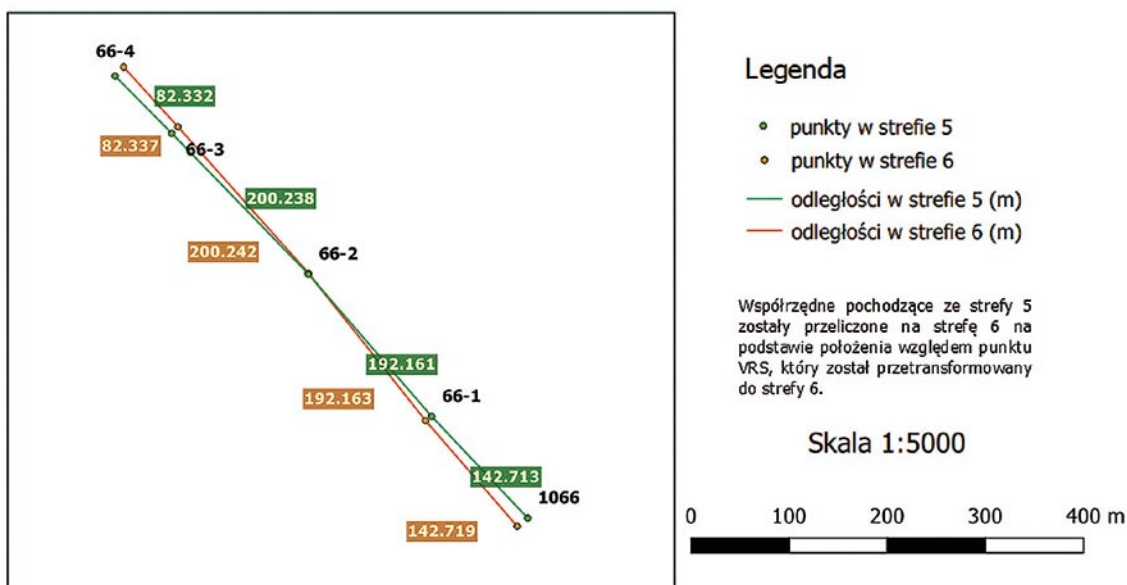 66-4
82.332
82.337
66-3
200.238
200.242
66-2
192.161
192.163
66-1
142.713
1066
142.719
Legenda
punkty w strefie 5
punkty w strefie 6
odległości w strefie 5 (m)
odległości w strefie 6 (m)
Współrzędne pochodzące ze strefy 5
zostały przeliczone na strefę 6 na
podstawie położenia względem punktu
VRS, który został przetransformowany
do strefy 6.
Skala 1:5000
0 100 200 300 400 m